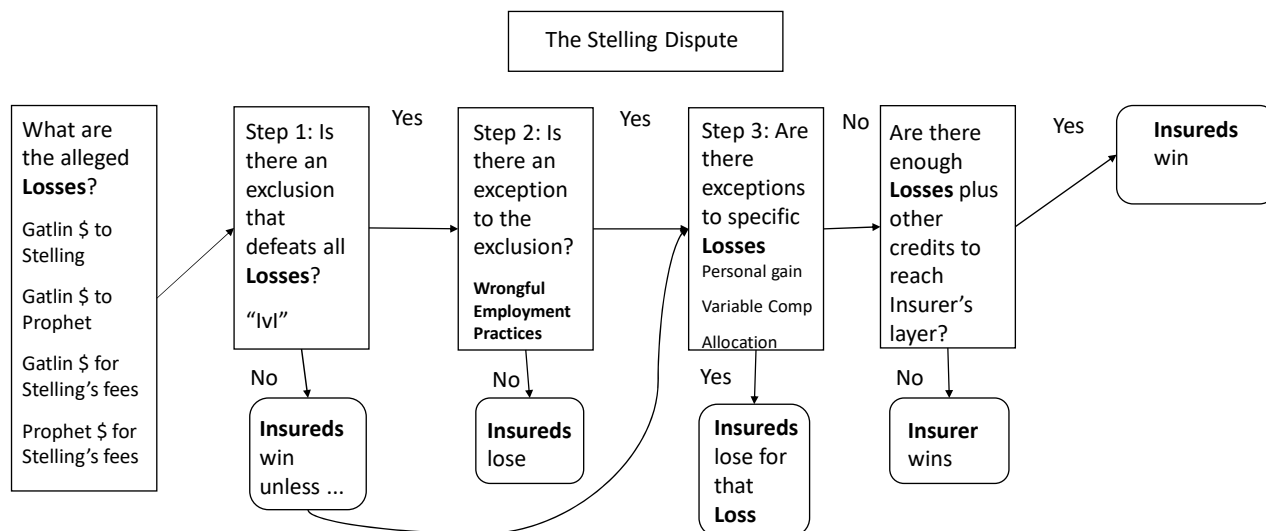 The Stelling Dispute
What are
the alleged
Losses?
Gatlin $ to
Stelling
Gatlin $ to
Prophet
Gatlin $ for
Stelling’s fees
Prophet $ for
Stelling’s fees
Step 1: Is
there an
exclusion
that
defeats all
Losses?
“IvI”
Yes
No
Insureds
win
unless ...
Step 2: Is
there an
exception
to the
exclusion?
Wrongful
Employment
Practices
Yes
No
Insureds
lose
Step 3: Are
there
exceptions
to specific
Losses
Personal gain
Variable Comp
Allocation
No
Yes
Insureds
lose for
that
Loss
Are there
enough
Losses plus
other
credits to
reach
Insurer’s
layer?
Yes
No
Insurer
wins
Insureds
win